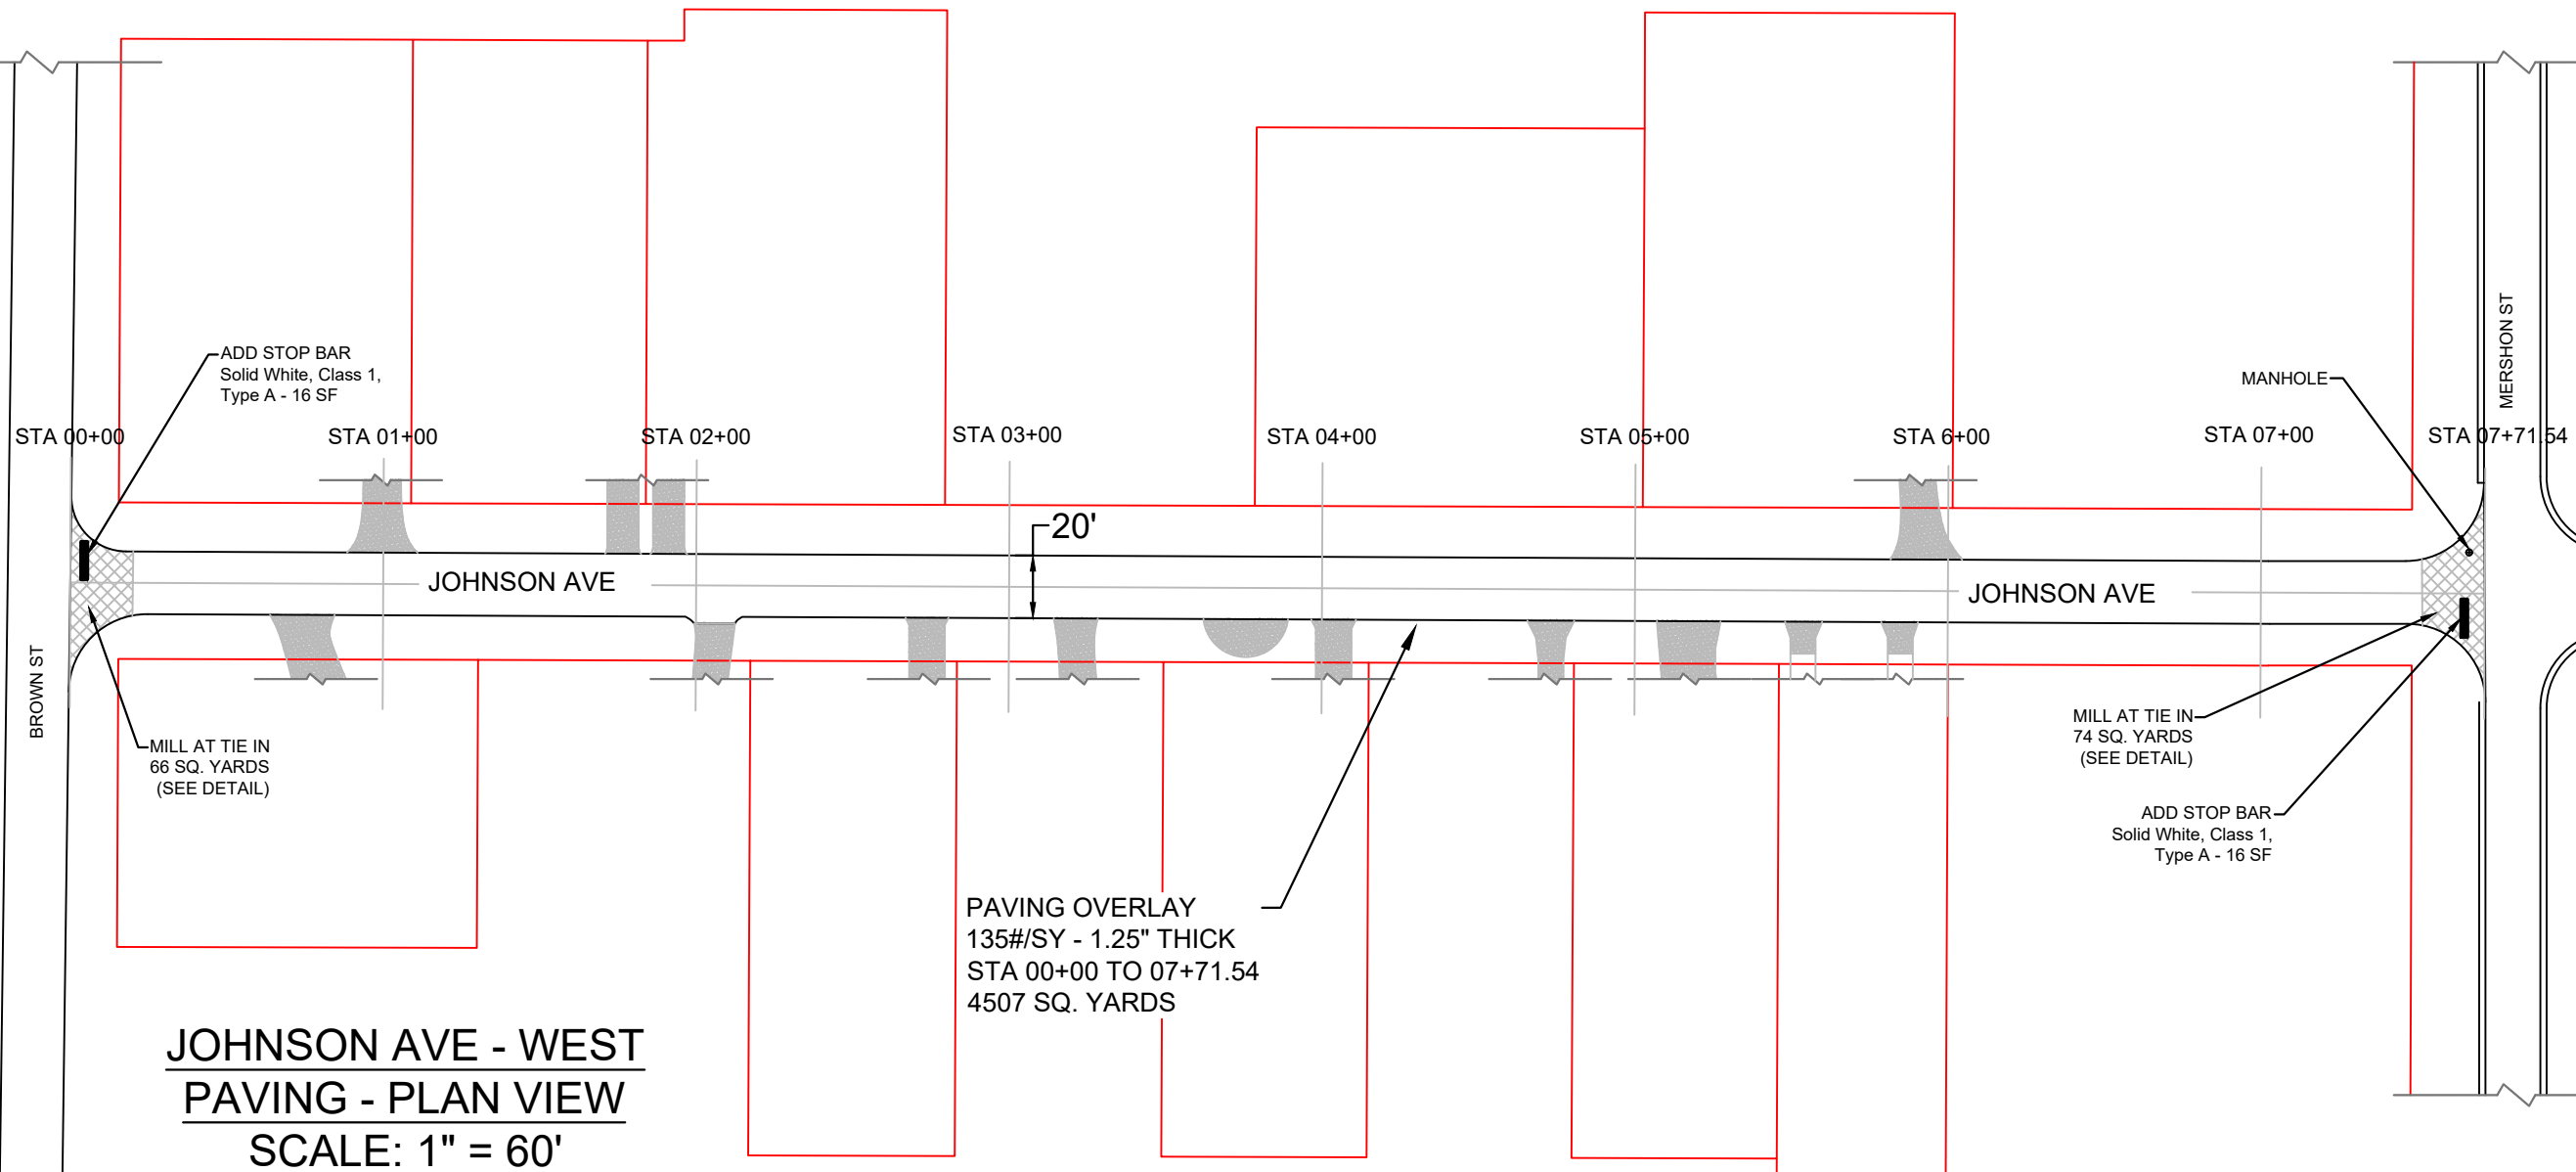 ADD STOP BAR
Solid White, Class 1,
Type A - 16 SF
MANHOLE
MERSHON ST
STA 00+00
STA 01+00
STA 02+00
STA 03+00
STA 04+00
STA 05+00
STA 6+00
STA 07+00
STA 07+71.54
20'
JOHNSON AVE
JOHNSON AVE
BROWN ST
MILL AT TIE IN
66 SQ. YARDS
(SEE DETAIL)
MILL AT TIE IN
74 SQ. YARDS
(SEE DETAIL)
ADD STOP BAR
Solid White, Class 1,
Type A - 16 SF
PAVING OVERLAY
135#/SY - 1.25" THICK
STA 00+00 TO 07+71.54
4507 SQ. YARDS
JOHNSON AVE - WEST
PAVING - PLAN VIEW
SCALE: 1" = 60'